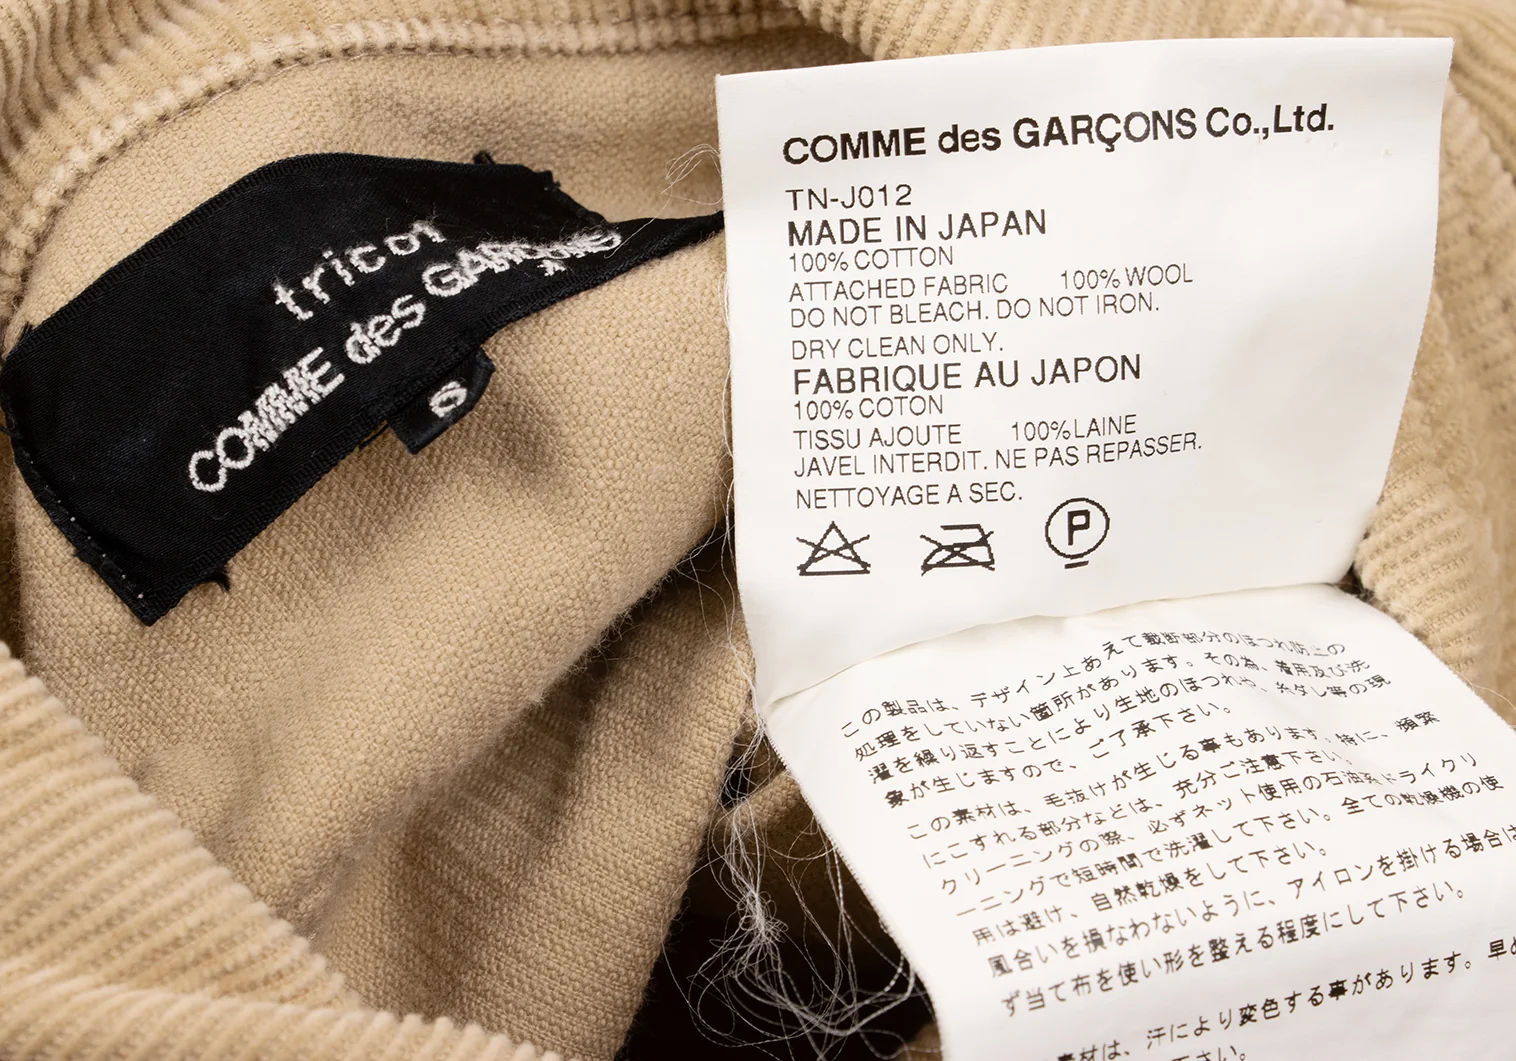 tricot
COMME des GARÇONS
S
COMME des GARÇONS Co.,Ltd.
TN-J012
MADE IN JAPAN
100% COTTON
ATTACHED FABRIC 100% WOOL
DO NOT BLEACH. DO NOT IRON.
DRY CLEAN ONLY.
FABRIQUE AU JAPON
100% COTON
TISSU AJOUTE 100% LAINE
JAVEL INTERDIT. NE PAS REPASSER.
NETTOYAGE A SEC.
P
この製品は、デザイン上あえて裁断部分のほつれ防止の
処理をしていない箇所があります。その為、着用及び洗
濯を繰り返すことにより生地のほつれや、糸ダレ等の現
象が生じますので、ご了承下さい。
この素材は、毛抜けが生じる事もあります。特に、頻繁
にこすれる部分などは、充分ご注意下さい。
クリーニングの際、必ずネット使用の石油系ドライクリ
ーニングで短時間で洗濯して下さい。全ての乾燥機の使
用は避け、自然乾燥をして下さい。
風合いを損なわないように、アイロンを掛ける場合は
ず当て布を使い形を整える程度にして下さい。
素材は、汗により変色する事があります。早め
下さい。